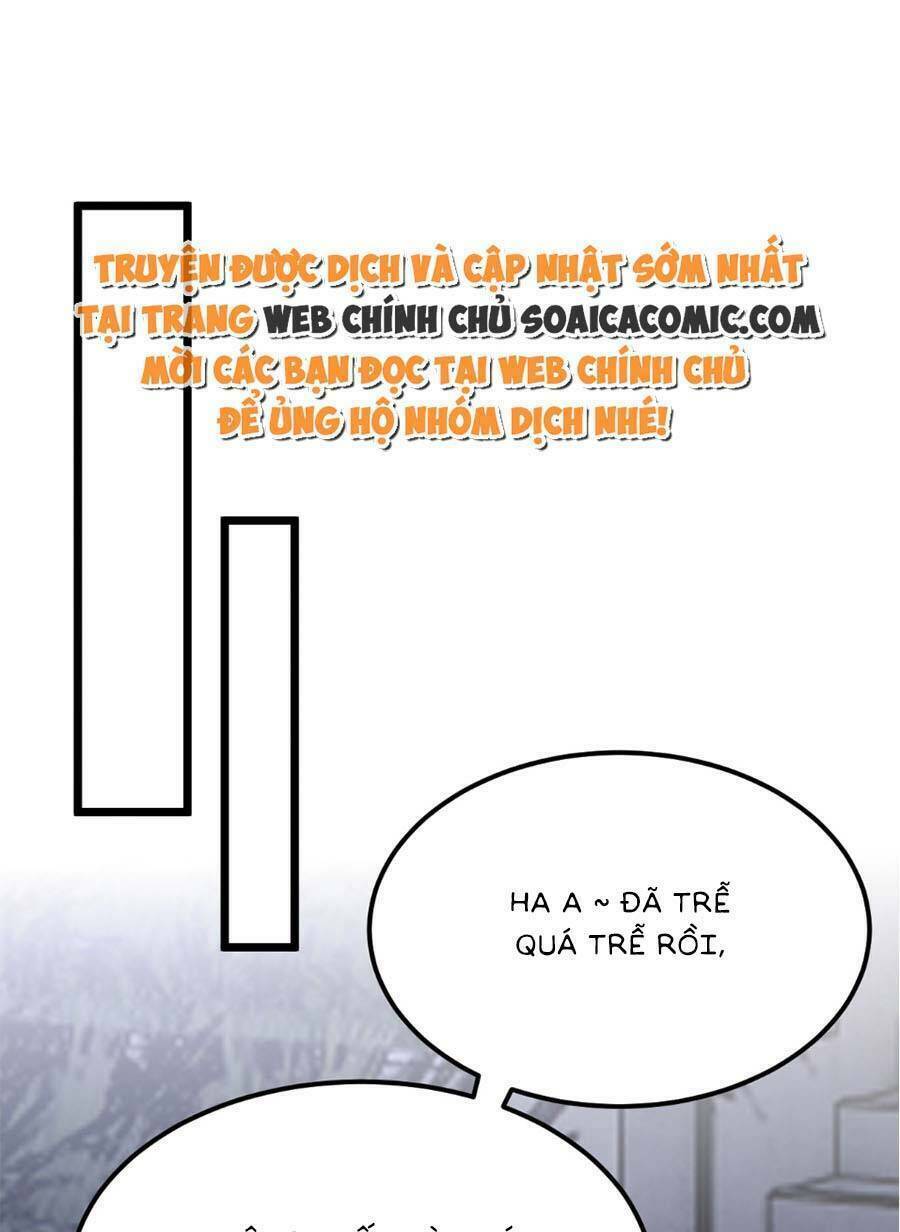 TRUYỆN ĐƯỢC DỊCH VÀ CẬP NHẬT SỚM NHẤT
TẠI TRANG WEB CHÍNH CHỦ SOAICACOMIC.COM
MỜI CÁC BẠN ĐỌC TẠI WEB CHÍNH CHỦ
ĐỂ ỦNG HỘ NHÓM DỊCH NHÉ!
HA A ~ ĐÃ TRỄ
QUÁ TRỄ RỒI,